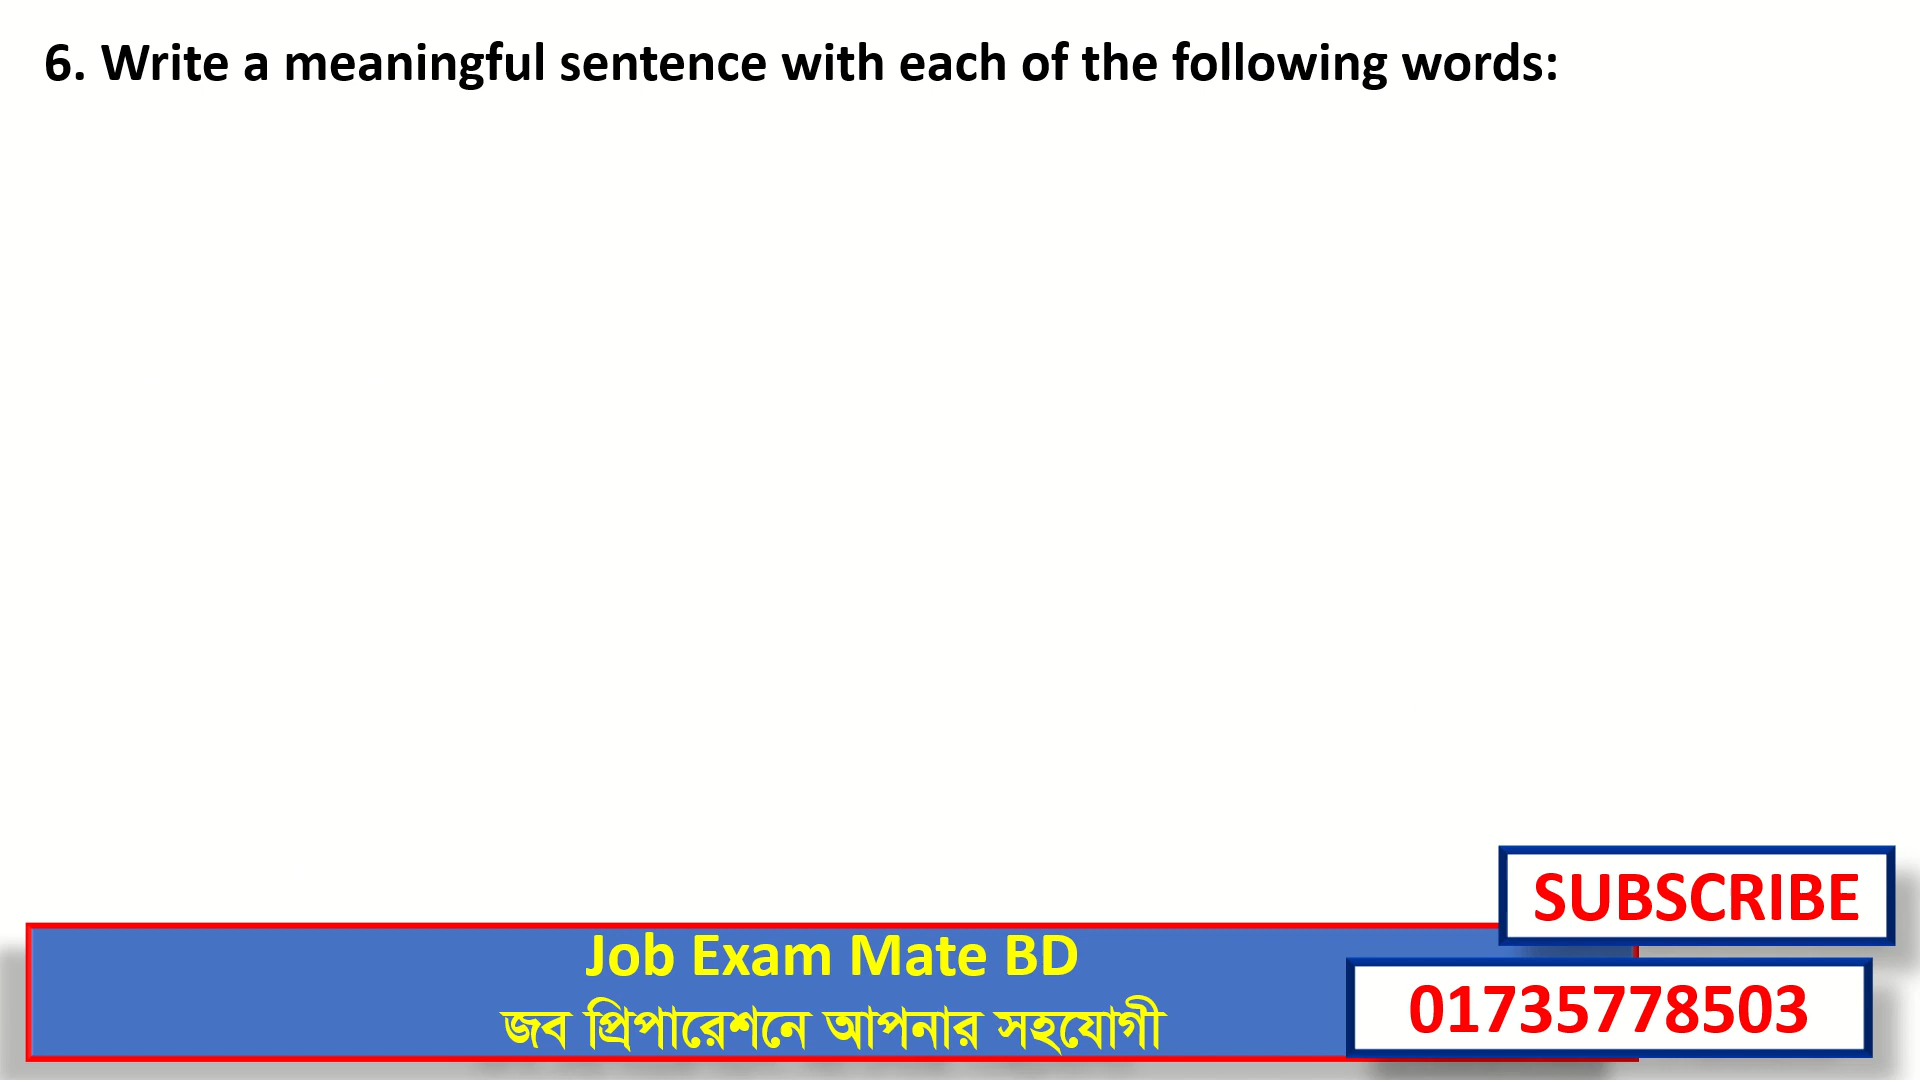 6. Write a meaningful sentence with each of the following words:
SUBSCRIBE
Job Exam Mate BD
জব প্রিপারেশনে আপনার সহযোগী
01735778503